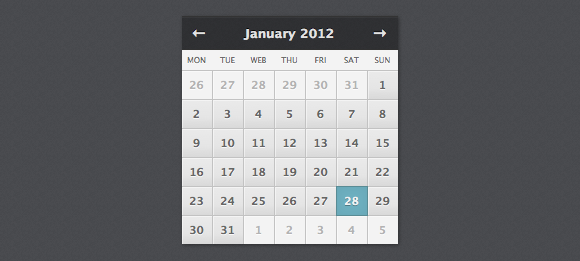 ← January 2012 →
MON TUE WEB THU FRI SAT SUN
26 27 28 29 30 31 1
2 3 4 5 6 7 8
9 10 11 12 13 14 15
16 17 18 19 20 21 22
23 24 25 26 27 28 29
30 31 1 2 3 4 5